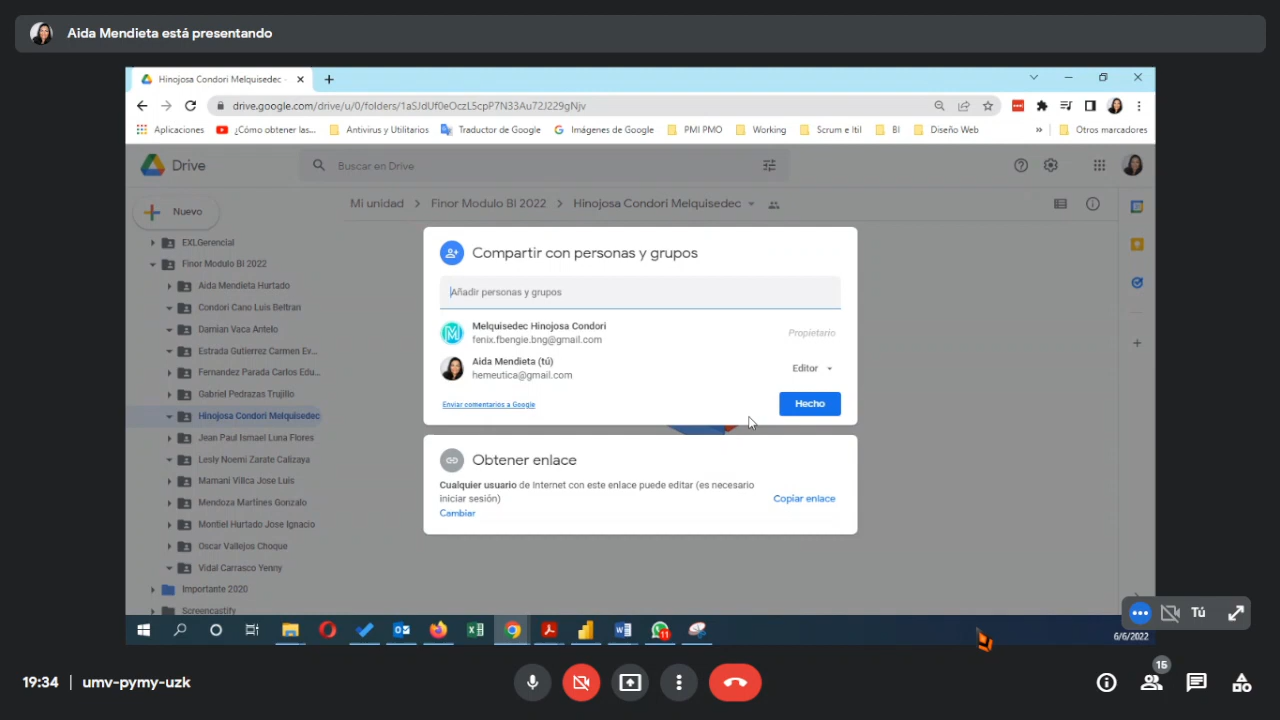 Aida Mendieta está presentando
Hinojosa Condori Melquisedec -
drive.google.com/drive/u/0/folders/1aSJdUf0eOczLScpP7N33Au72J229gNjv
Aplicaciones
¿Cómo obtener las...
Antivirus y Utilitarios
Traductor de Google
Imágenes de Google
PMI PMO
Working
Scrum e Itil
BI
Diseño Web
»
Otros marcadores
Drive
Buscar en Drive
Nuevo
Mi unidad > Finor Modulo BI 2022 > Hinojosa Condori Melquisedec
EXLGerencial
Finor Modulo BI 2022
Aida Mendieta Hurtado
Condori Cano Luis Beltran
Damian Vaca Antelo
Estrada Gutierrez Carmen Ev...
Fernandez Parada Carlos Edu...
Gabriel Pedrazas Trujillo
Hinojosa Condori Melquisedec
Jean Paul Ismael Luna Flores
Lesly Noemi Zarate Calizaya
Mamani Villca Jose Luis
Mendoza Martines Gonzalo
Montiel Hurtado Jose Ignacio
Oscar Vallejos Choque
Vidal Carrasco Yenny
Importante 2020
Screencastify
Compartir con personas y grupos
Añadir personas y grupos
Melquisedec Hinojosa Condori
fenix.fbengie.bng@gmail.com
Propietario
Aida Mendieta (tú)
hemeutica@gmail.com
Editor
Enviar comentarios a Google
Hecho
Obtener enlace
Cualquier usuario de Internet con este enlace puede editar (es necesario
iniciar sesión)
Copiar enlace
Cambiar
Tú
11
6/6/2022
19:34 | umv-pymy-uzk
15